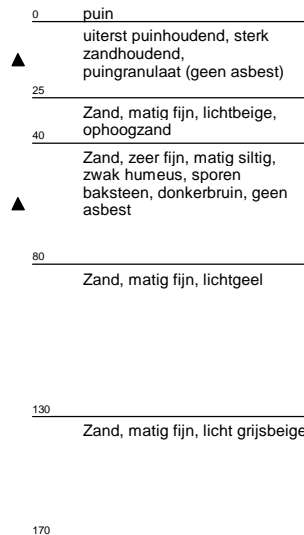 0 puin
uiterst puinhoudend, sterk
zandhoudend,
puingranulaat (geen asbest)
25
Zand, matig fijn, lichtbeige,
ophoogzand
40
Zand, zeer fijn, matig siltig,
zwak humeus, sporen
baksteen, donkerbruin, geen
asbest
80
Zand, matig fijn, lichtgeel
130
Zand, matig fijn, licht grijsbeige
170